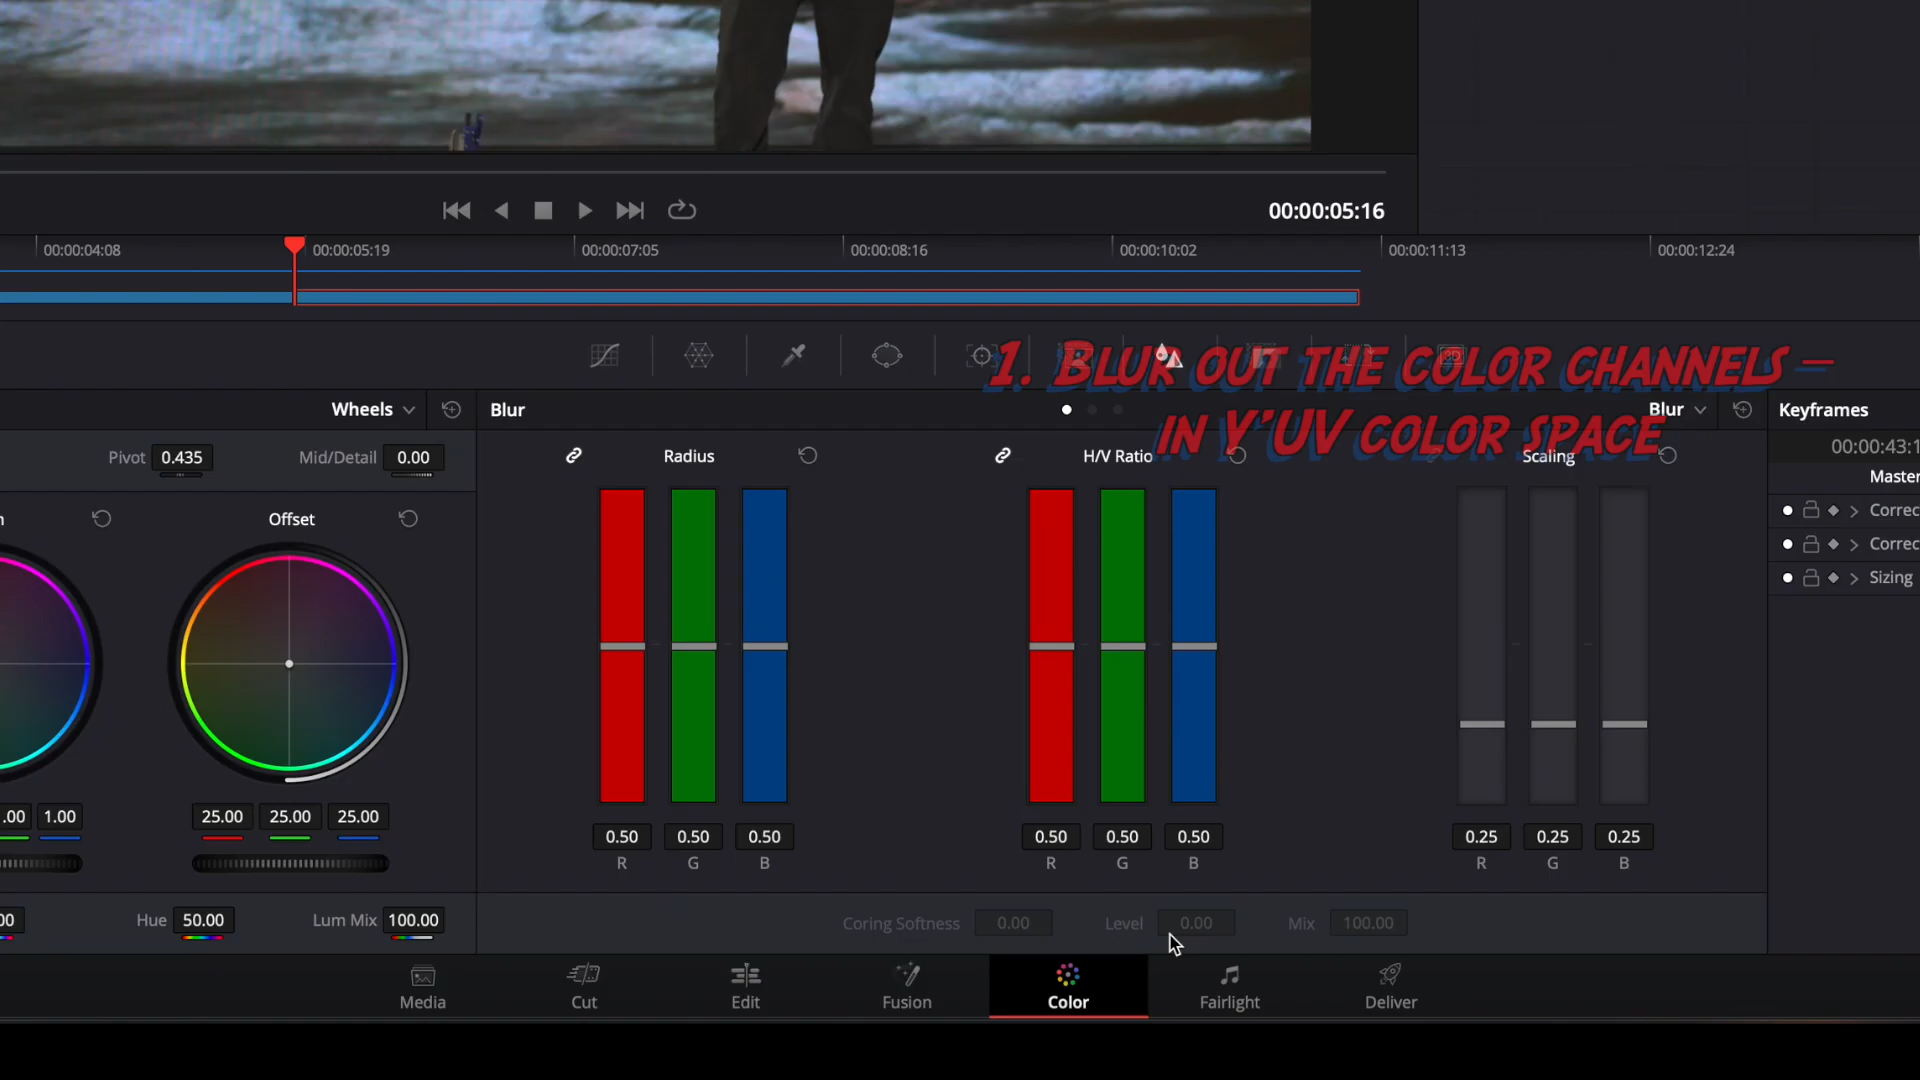 00:00:05:16
00:00:04:08 00:00:05:19 00:00:07:05 00:00:08:16 00:00:10:02 00:00:11:13 00:00:12:24
1. BLUR OUT THE COLOR CHANNELS –
IN Y'UV COLOR SPACE
3D
Wheels Blur Blur Keyframes
Pivot 0.435 Mid/Detail 0.00
00:00:43:1
Radius H/V Ratio Scaling
Master
Offset
Correc
Correc
Sizing
.00 1.00 25.00 25.00 25.00
0.50 0.50 0.50 0.50 0.50 0.50 0.25 0.25 0.25
R G B R G B R G B
00 Hue 50.00 Lum Mix 100.00
Coring Softness 0.00 Level 0.00 Mix 100.00
Media Cut Edit Fusion Color Fairlight Deliver